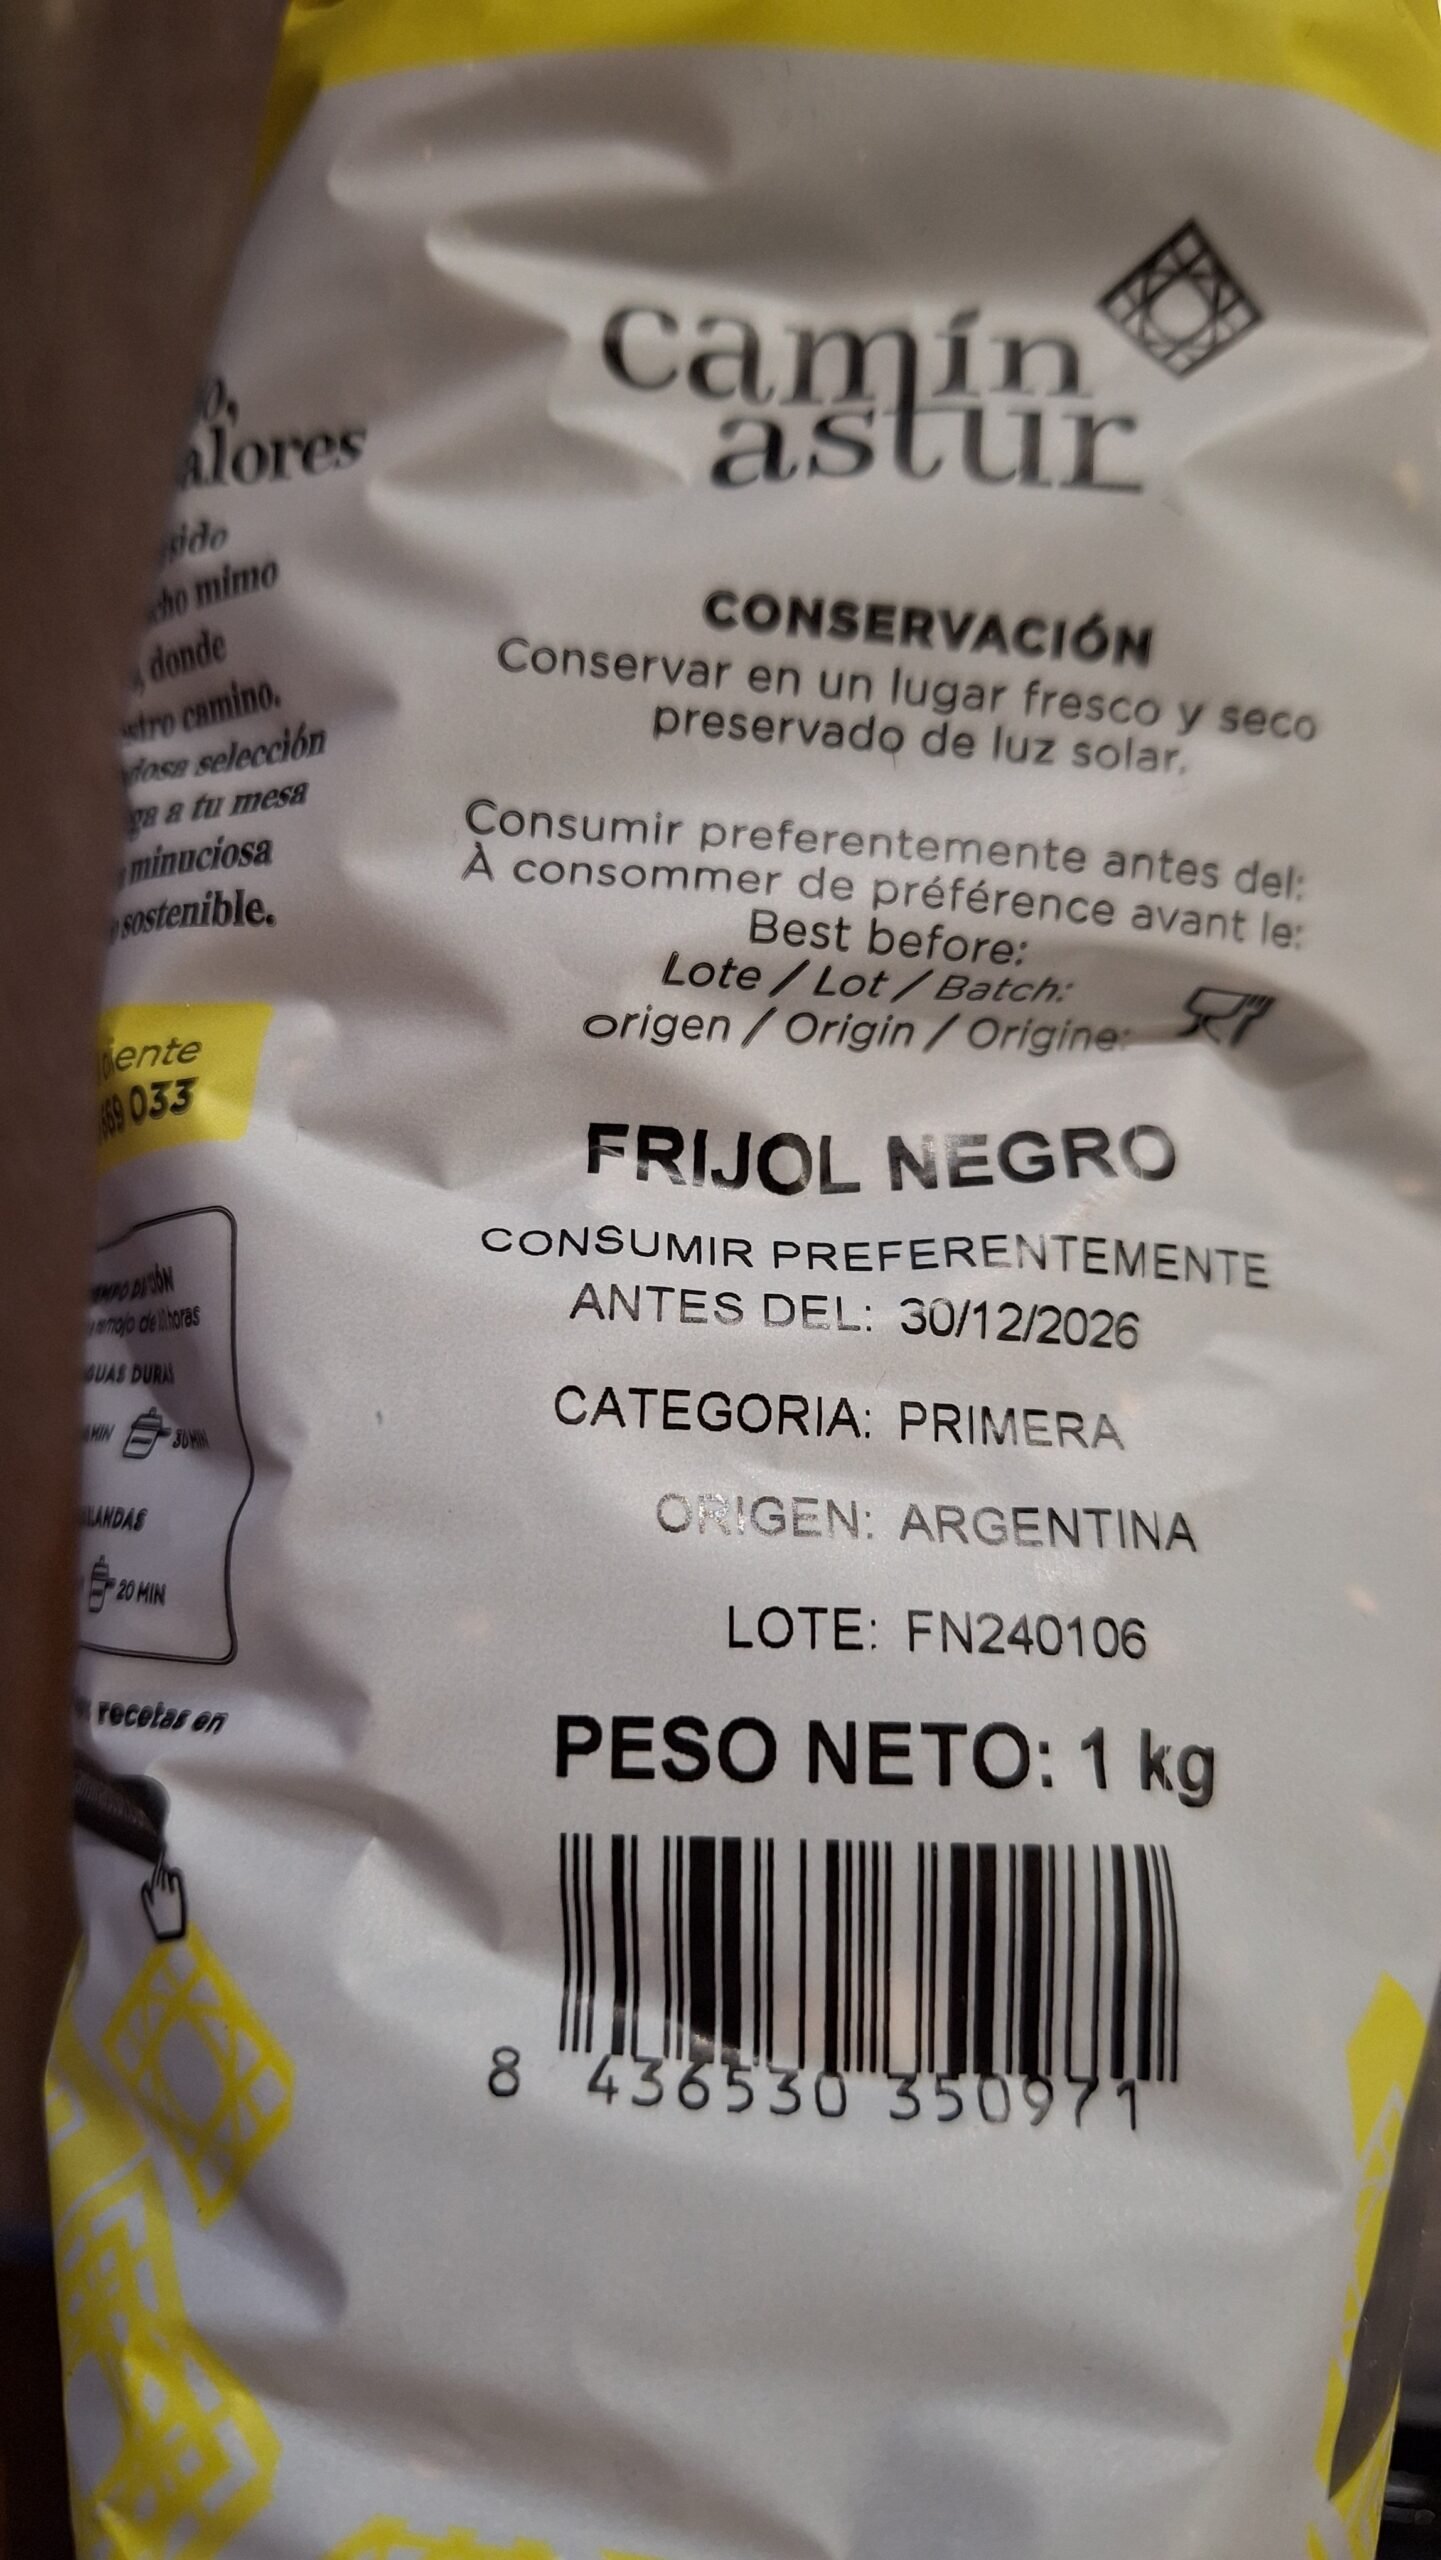 camín
astur
CONSERVACIÓN
Conservar en un lugar fresco y seco
preservado de luz solar.
Consumir preferentemente antes del:
À consommer de préférence avant le:
Best before:
Lote / Lot / Batch:
origen / Origin / Origine:
FRIJOL NEGRO
CONSUMIR PREFERENTEMENTE
ANTES DEL: 30/12/2026
CATEGORIA: PRIMERA
ORIGEN: ARGENTINA
LOTE: FN240106
PESO NETO: 1 kg
8 436530 350971
mimo
donde
camino.
selección
a tu mesa
minuciosa
sostenible.
033
horas
30 MIN
20 MIN
recetas en